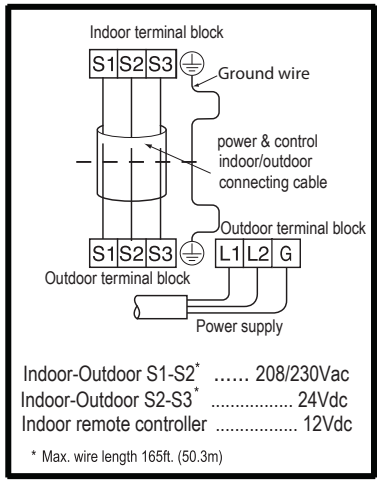 Indoor terminal block
S1 S2 S3
Ground wire
power & control
indoor/outdoor
connecting cable
Outdoor terminal block
S1 S2 S3
L1 L2 G
Outdoor terminal block
Power supply
Indoor-Outdoor S1-S2* ...... 208/230Vac
Indoor-Outdoor S2-S3* ................. 24Vdc
Indoor remote controller ................. 12Vdc
* Max. wire length 165ft. (50.3m)